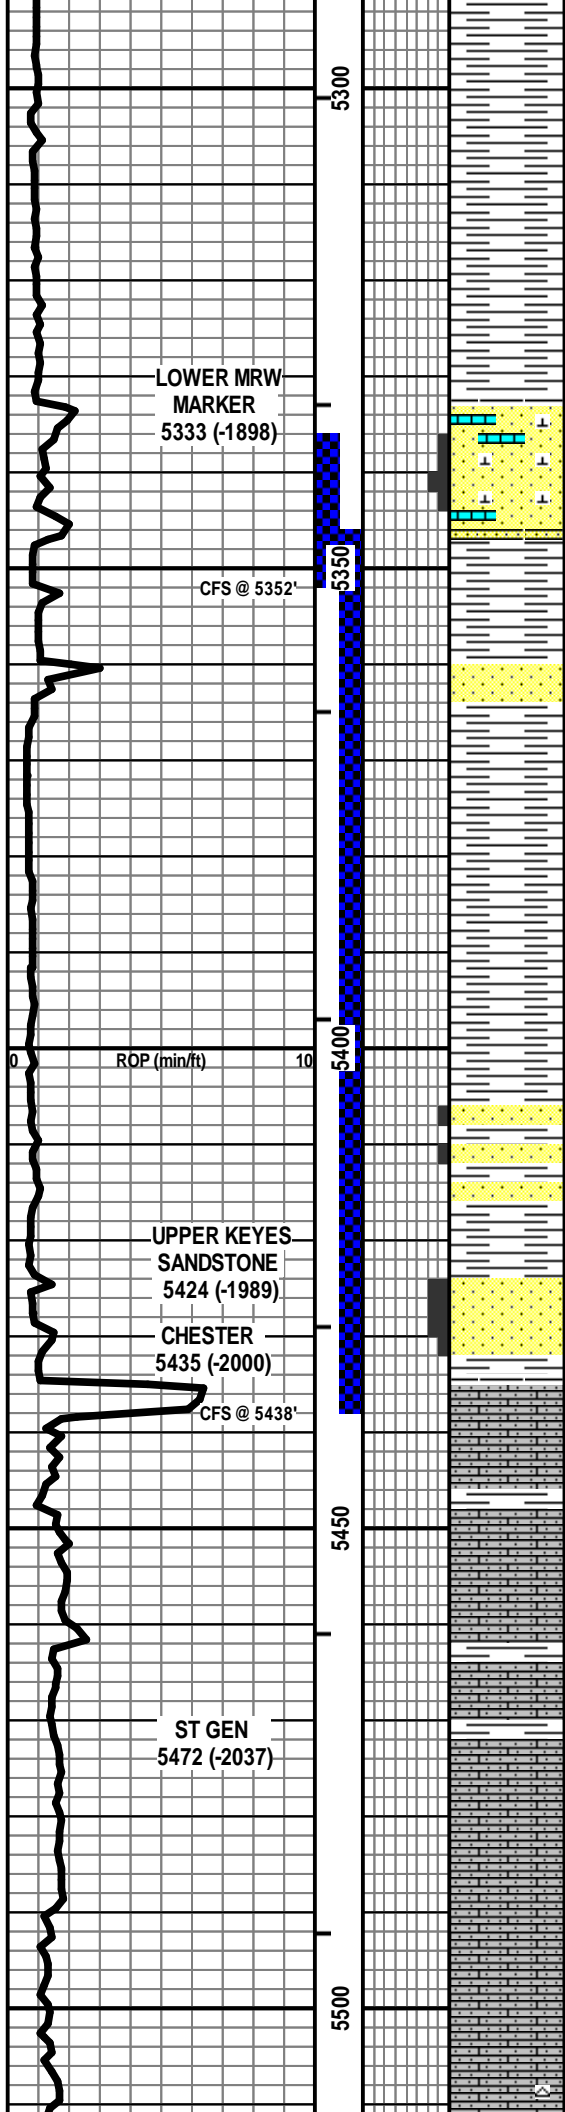 5300
LOWER MRW
MARKER
5333 (-1898)
5350
CFS @ 5352'
5400
0 ROP (min/ft) 10
UPPER KEYES
SANDSTONE
5424 (-1989)
CHESTER
5435 (-2000)
CFS @ 5438'
5450
ST GEN
5472 (-2037)
5500